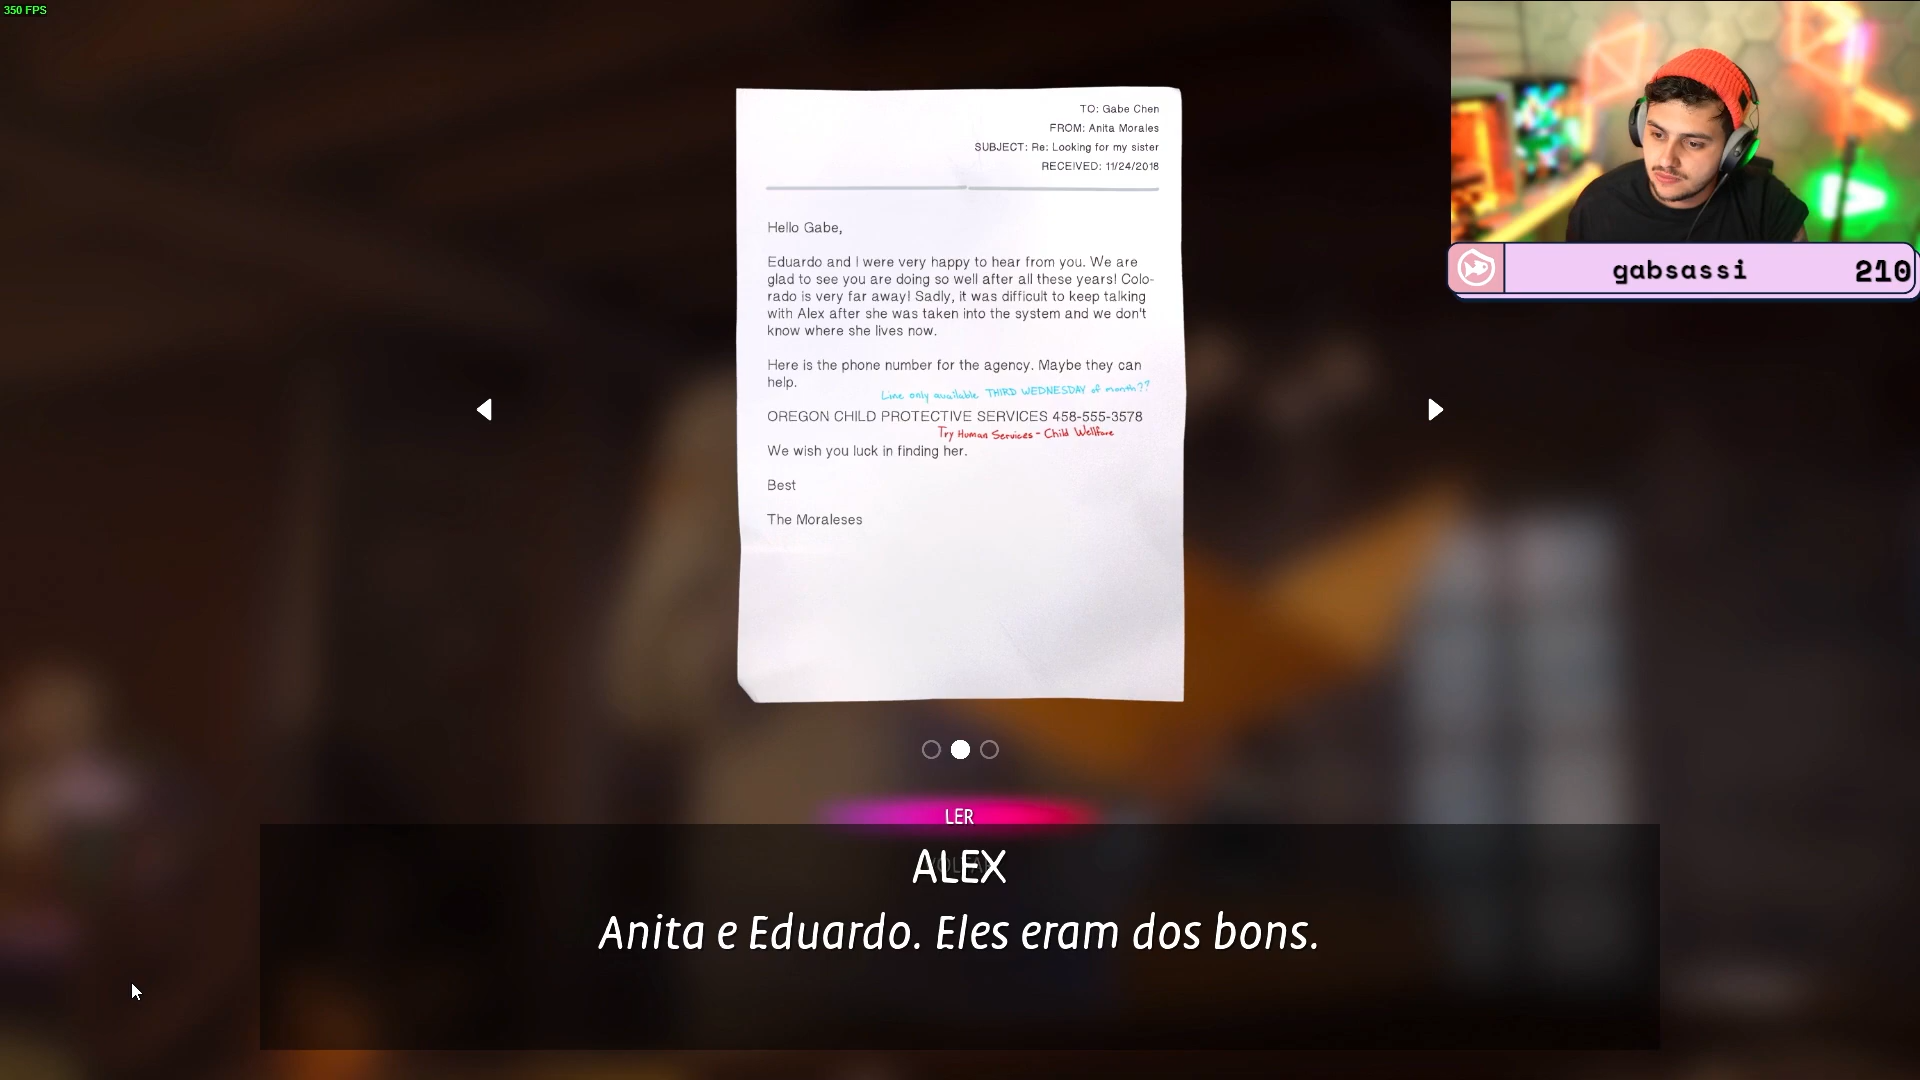 350 FPS
TO: Gabe Chen
FROM: Anita Morales
SUBJECT: Re: Looking for my sister
RECEIVED: 11/24/2018
Hello Gabe,
Eduardo and I were very happy to hear from you. We are
glad to see you are doing so well after all these years! Colo-
rado is very far away! Sadly, it was difficult to keep talking
with Alex after she was taken into the system and we don't
know where she lives now.
Here is the phone number for the agency. Maybe they can
help.
Line only available THIRD WEDNESDAY of month??
OREGON CHILD PROTECTIVE SERVICES 458-555-3578
Try Human Services - Child Wellfare
We wish you luck in finding her.
Best
The Moraleses
gabsassi 210
LER
ALEX
Anita e Eduardo. Eles eram dos bons.